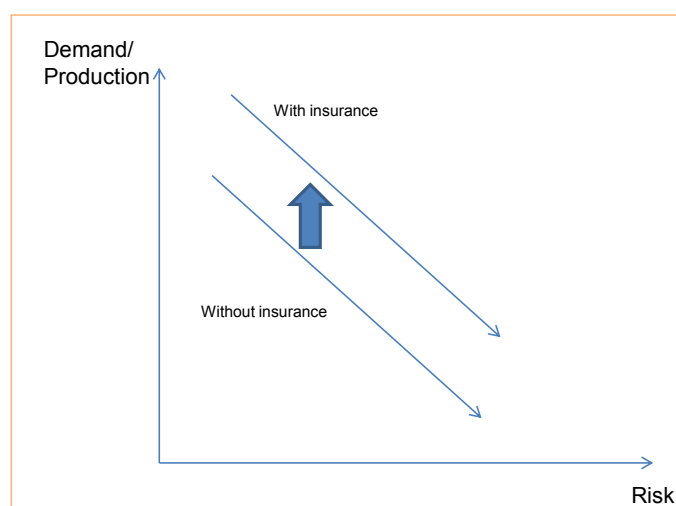 Demand/
Production
With insurance
Without insurance
Risk